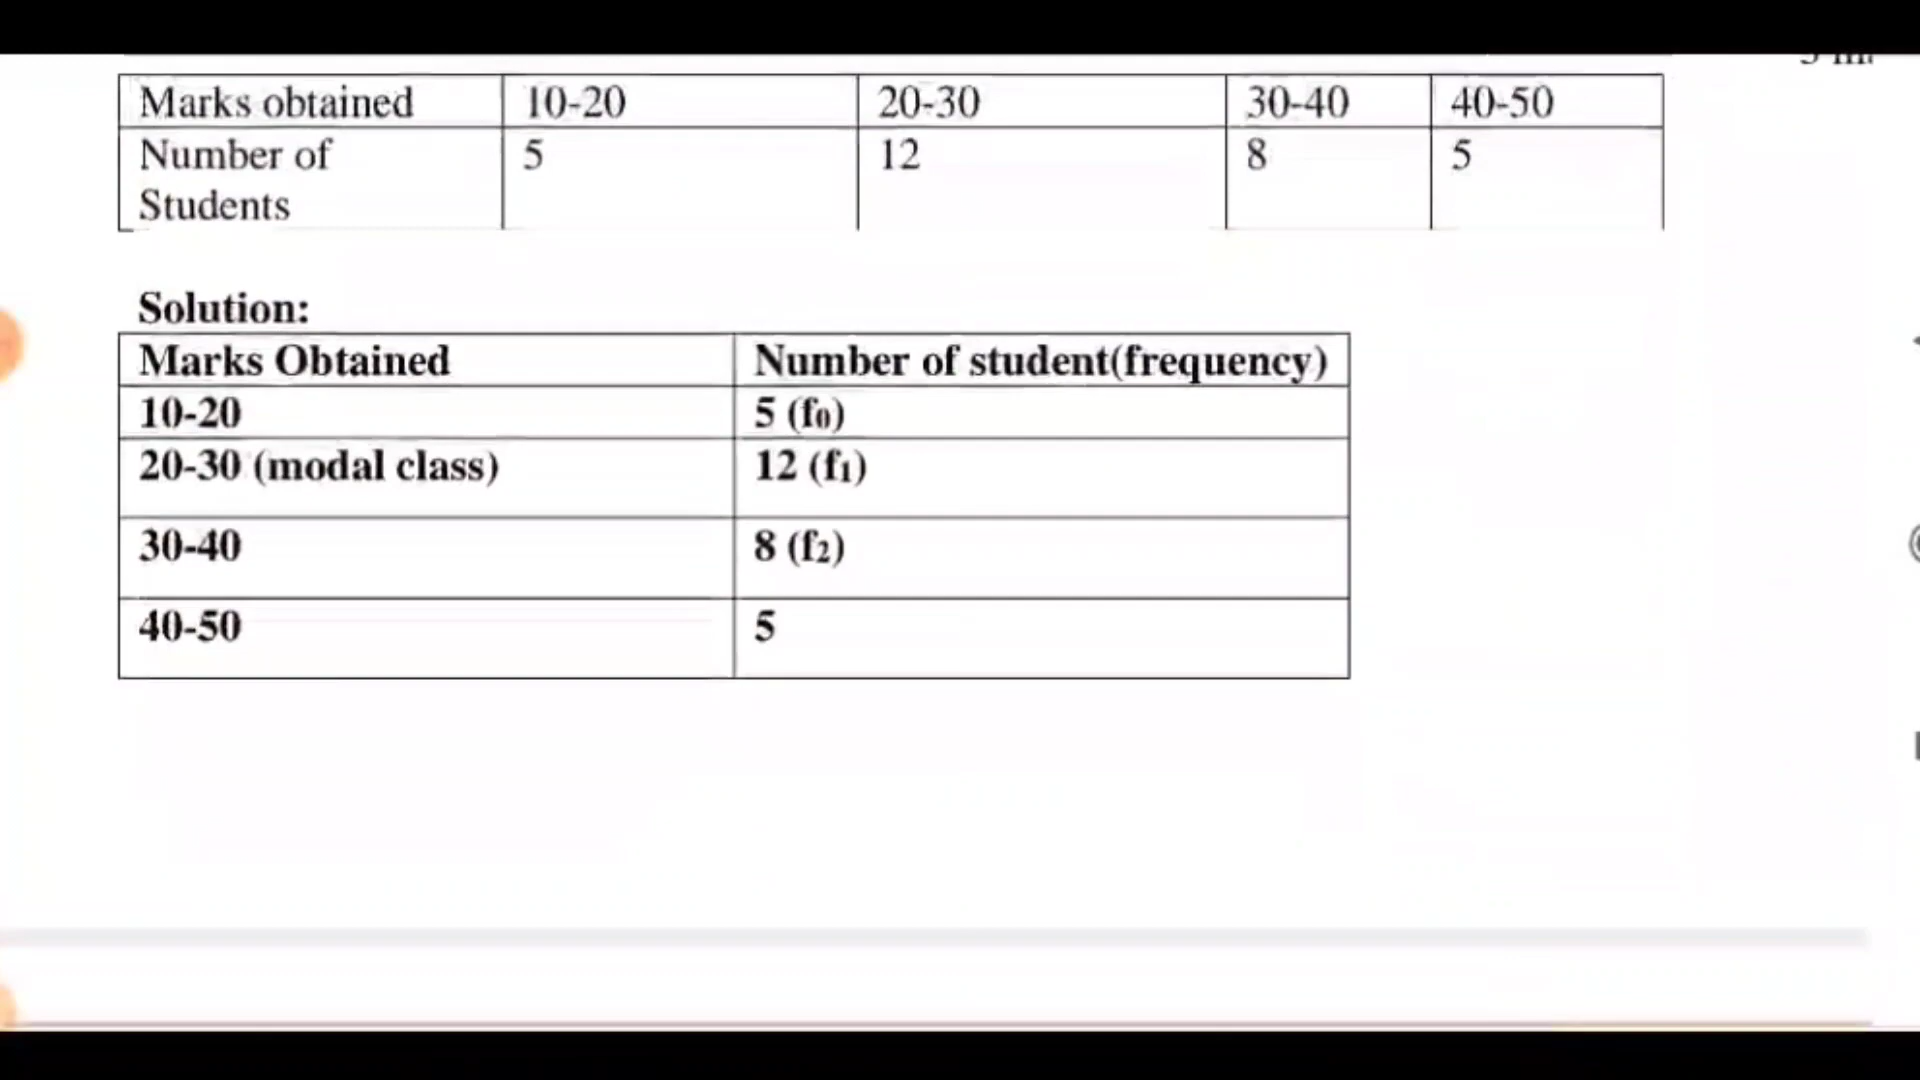 Marks obtained 10-20 20-30 30-40 40-50
Number of Students 5 12 8 5
Solution:
Marks Obtained Number of student(frequency)
10-20 5 (f₀)
20-30 (modal class) 12 (f₁)
30-40 8 (f₂)
40-50 5